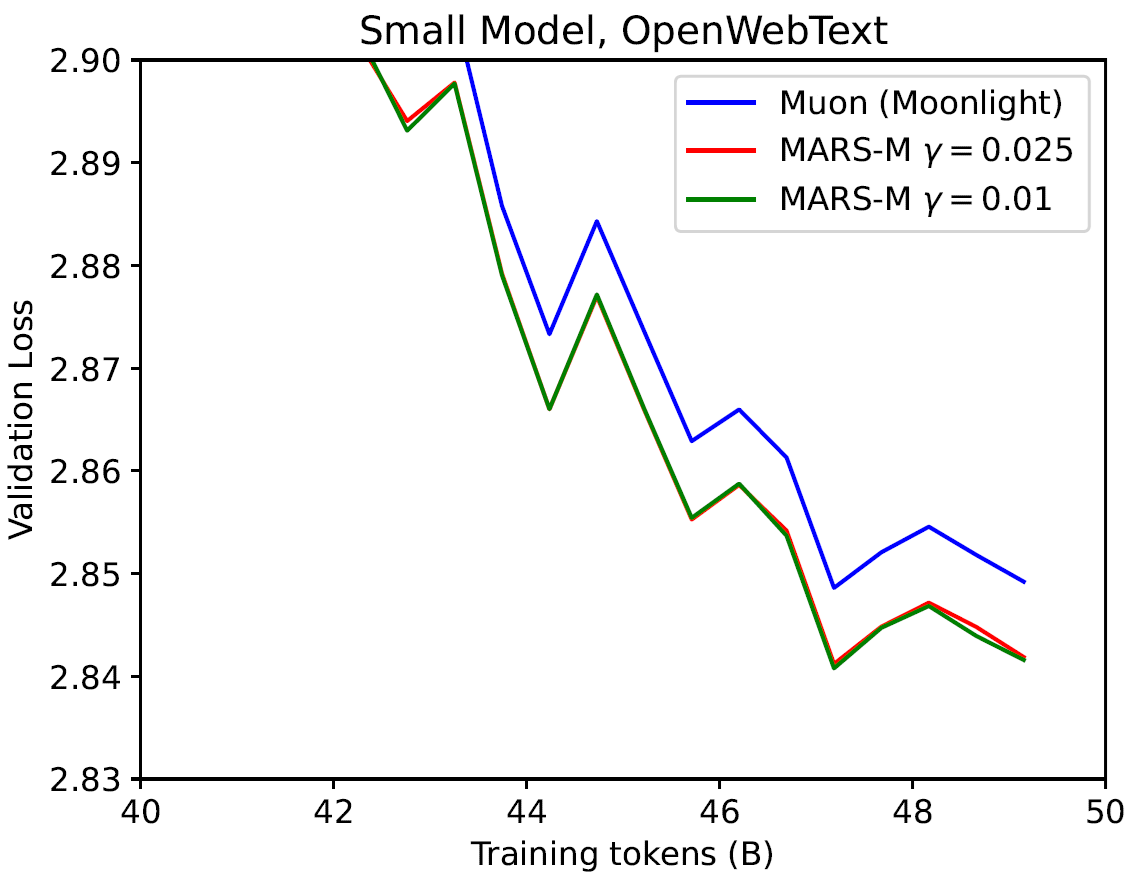 Small Model, OpenWebText
Validation Loss
2.90
2.89
2.88
2.87
2.86
2.85
2.84
2.83
Muon (Moonlight)
MARS-M γ = 0.025
MARS-M γ = 0.01
40 42 44 46 48 50
Training tokens (B)